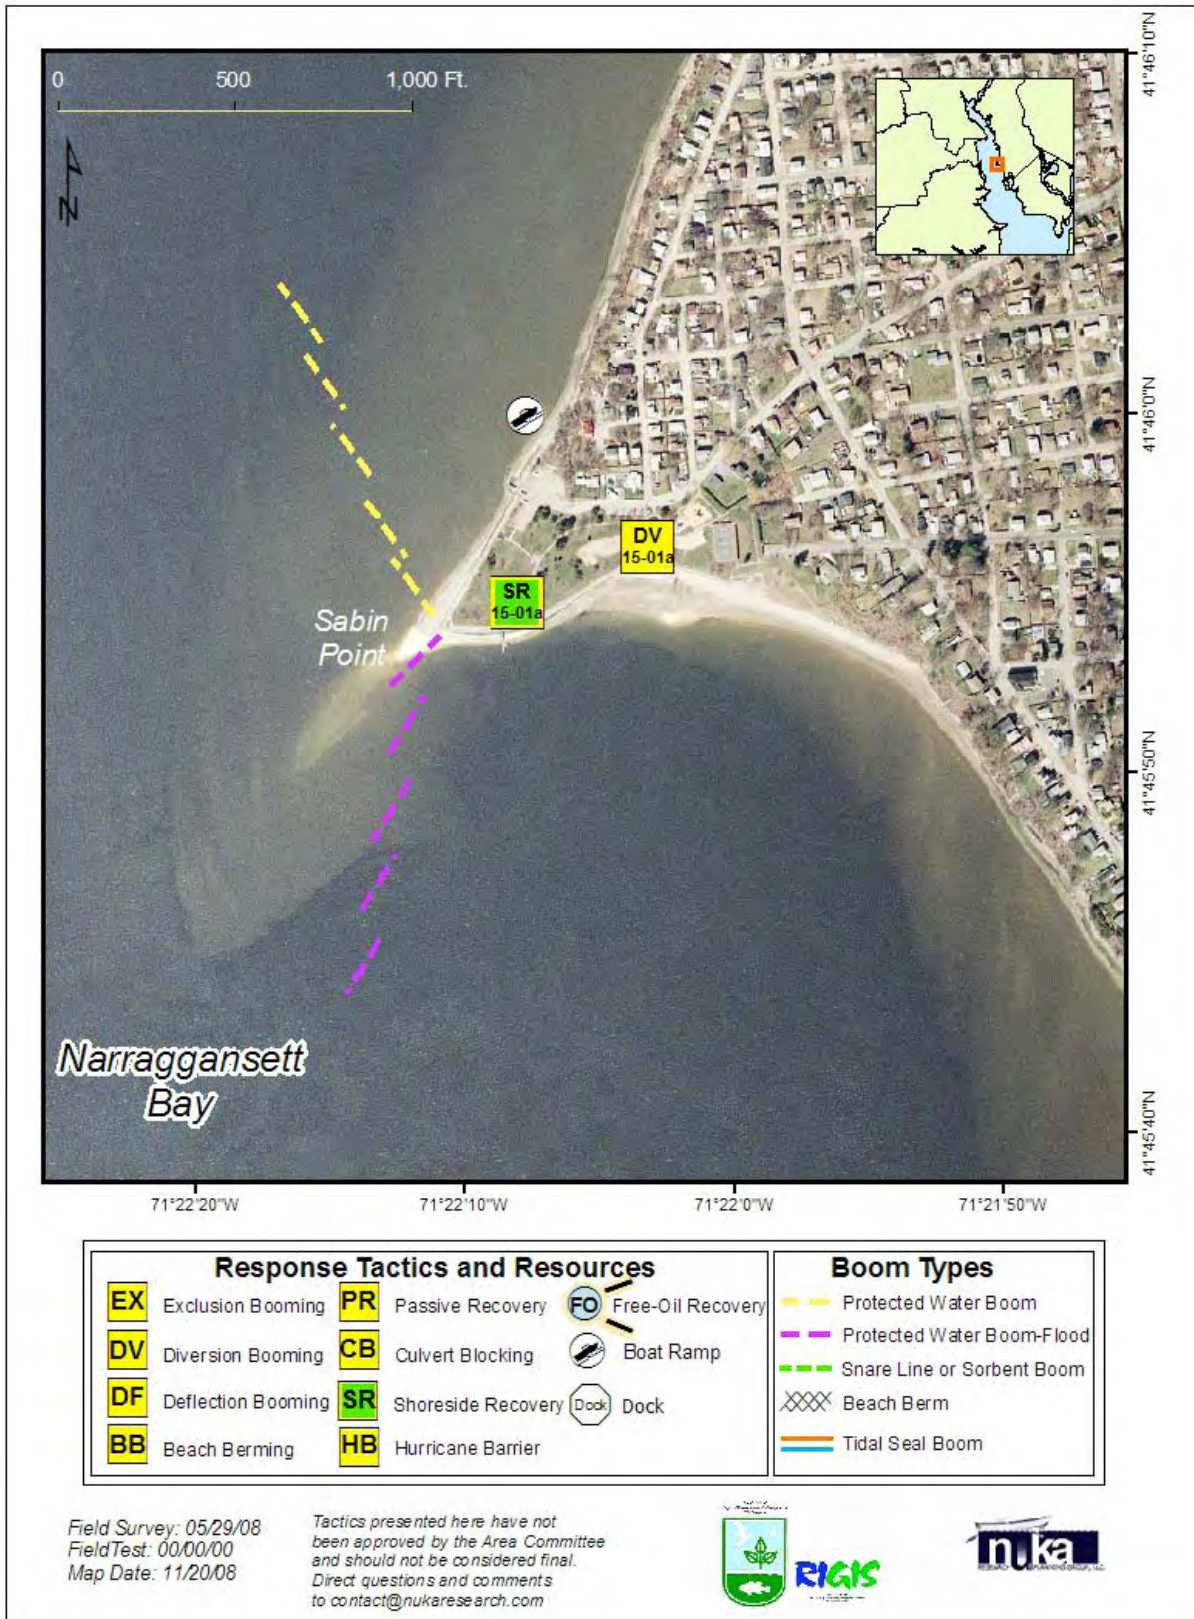 0 500 1,000 Ft.
N
41°46'10"N
41°46'0"N
DV
15-01a
SR
15-01a
Sabin
Point
41°45'50"N
Narraggansett
Bay
41°45'40"N
71°22'20"W 71°22'10"W 71°22'0"W 71°21'50"W
Response Tactics and Resources
EX Exclusion Booming PR Passive Recovery FO Free-Oil Recovery
DV Diversion Booming CB Culvert Blocking Boat Ramp
DF Deflection Booming SR Shoreside Recovery Dock Dock
BB Beach Berming HB Hurricane Barrier
Boom Types
Protected Water Boom
Protected Water Boom-Flood
Snare Line or Sorbent Boom
Beach Berm
Tidal Seal Boom
Field Survey: 05/29/08
FieldTest: 00/00/00
Map Date: 11/20/08
Tactics presented here have not
been approved by the Area Committee
and should not be considered final.
Direct questions and comments
to contact@nukaresearch.com
RIGIS
nuka